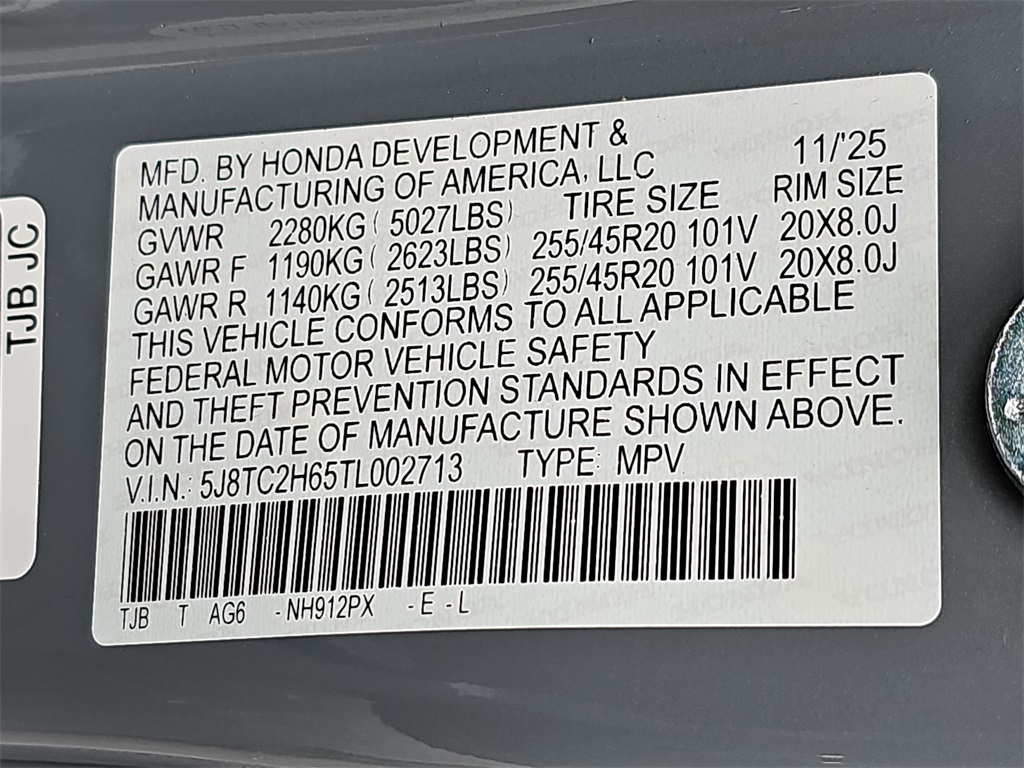 MFD. BY HONDA DEVELOPMENT & 11/'25
MANUFACTURING OF AMERICA, LLC
GVWR 2280KG ( 5027LBS) TIRE SIZE RIM SIZE
GAWR F 1190KG ( 2623LBS) 255/45R20 101V 20X8.0J
GAWR R 1140KG ( 2513LBS) 255/45R20 101V 20X8.0J
THIS VEHICLE CONFORMS TO ALL APPLICABLE
FEDERAL MOTOR VEHICLE SAFETY
AND THEFT PREVENTION STANDARDS IN EFFECT
ON THE DATE OF MANUFACTURE SHOWN ABOVE.
V.I.N.: 5J8TC2H65TL002713 TYPE: MPV
TJB T AG6 -NH912PX -E -L
TJB JC